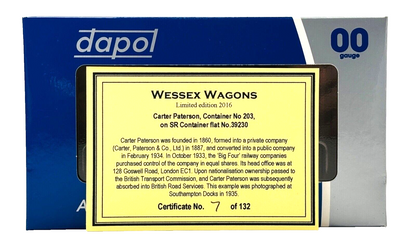 dapol
00
gauge
WESSEX WAGONS
Limited edition 2016
Carter Paterson, Container No 203,
on SR Container flat No.39230
Carter Paterson was founded in 1860, formed into a private company
(Carter, Paterson & Co., Ltd.) in 1887, and converted into a public company
in February 1934. In October 1933, the 'Big Four' railway companies
purchased control of the company in equal shares. Its head office was at
128 Goswell Road, London EC1. Upon nationalisation ownership passed to
the British Transport Commission, and Carter Paterson was subsequently
absorbed into British Road Services. This example was photographed at
Southampton Docks in 1935.
Certificate No. 7 of 132
A